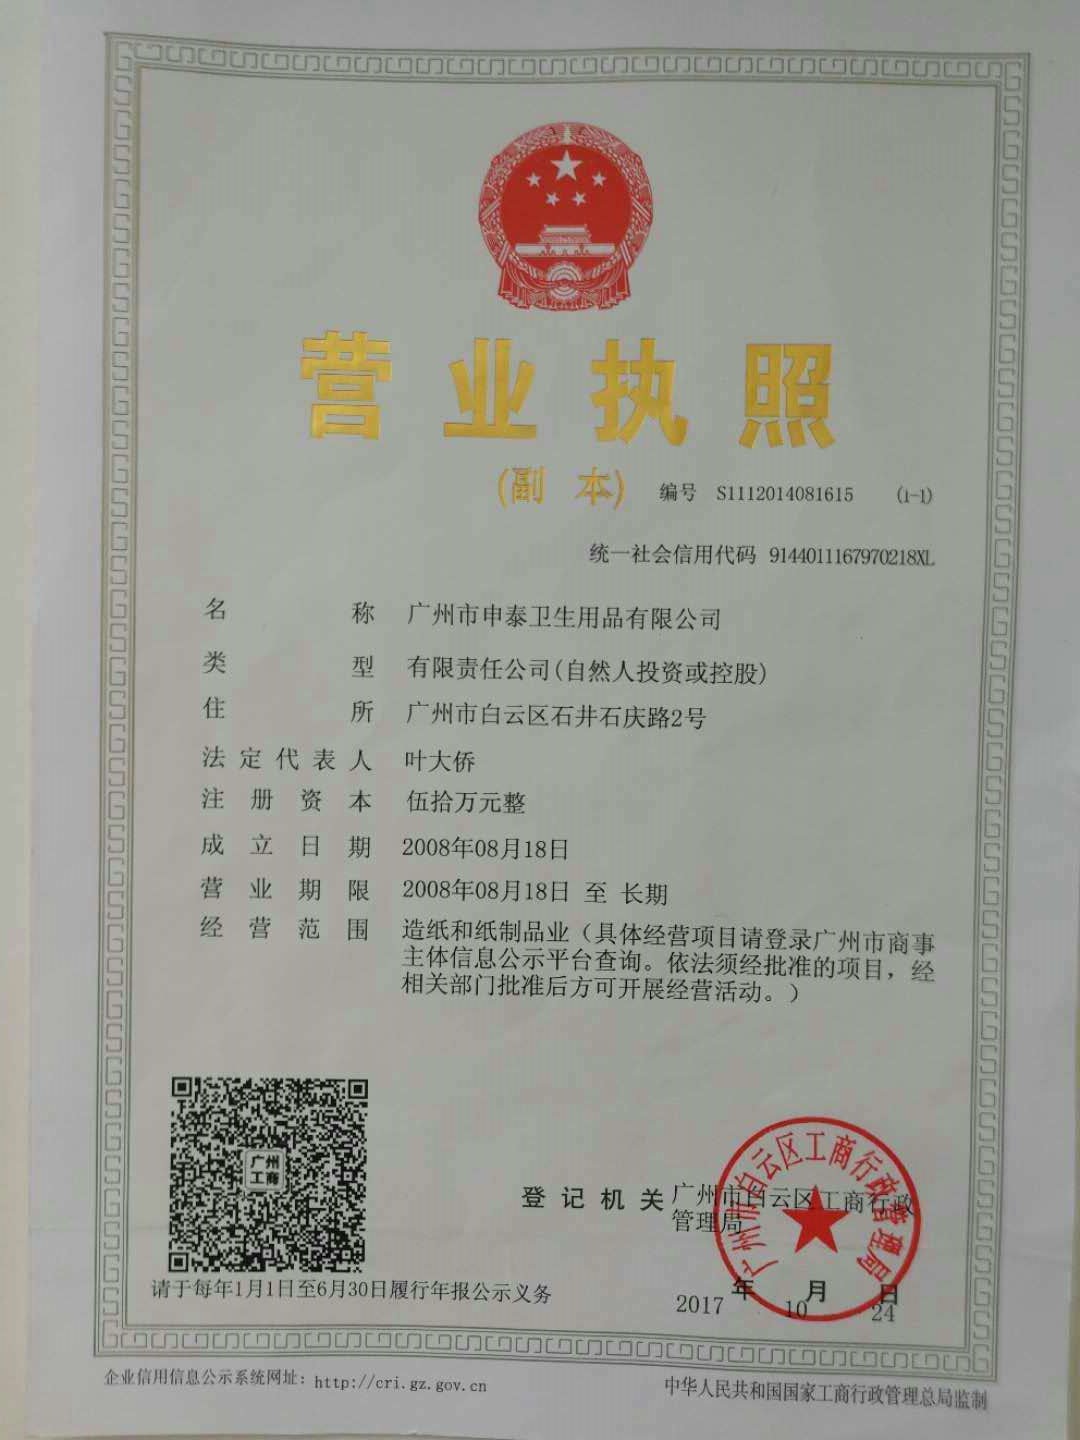 营业执照
(副 本) 编号 S1112014081615 (1-1)
统一社会信用代码 9144011167970218XL
名称 广州市申泰卫生用品有限公司
类型 有限责任公司(自然人投资或控股)
住所 广州市白云区石井石庆路2号
法定代表人 叶大侨
注册资本 伍拾万元整
成立日期 2008年08月18日
营业期限 2008年08月18日 至 长期
经营范围 造纸和纸制品业（具体经营项目请登录广州市商事
主体信息公示平台查询。依法须经批准的项目，经
相关部门批准后方可开展经营活动。）
广州
工商
登记机关 广州市白云区工商行政
管理局
广州市白云区工商行政管理局
2017 年 10 月 24 日
请于每年1月1日至6月30日履行年报公示义务
企业信用信息公示系统网址：http://cri.gz.gov.cn
中华人民共和国国家工商行政管理总局监制